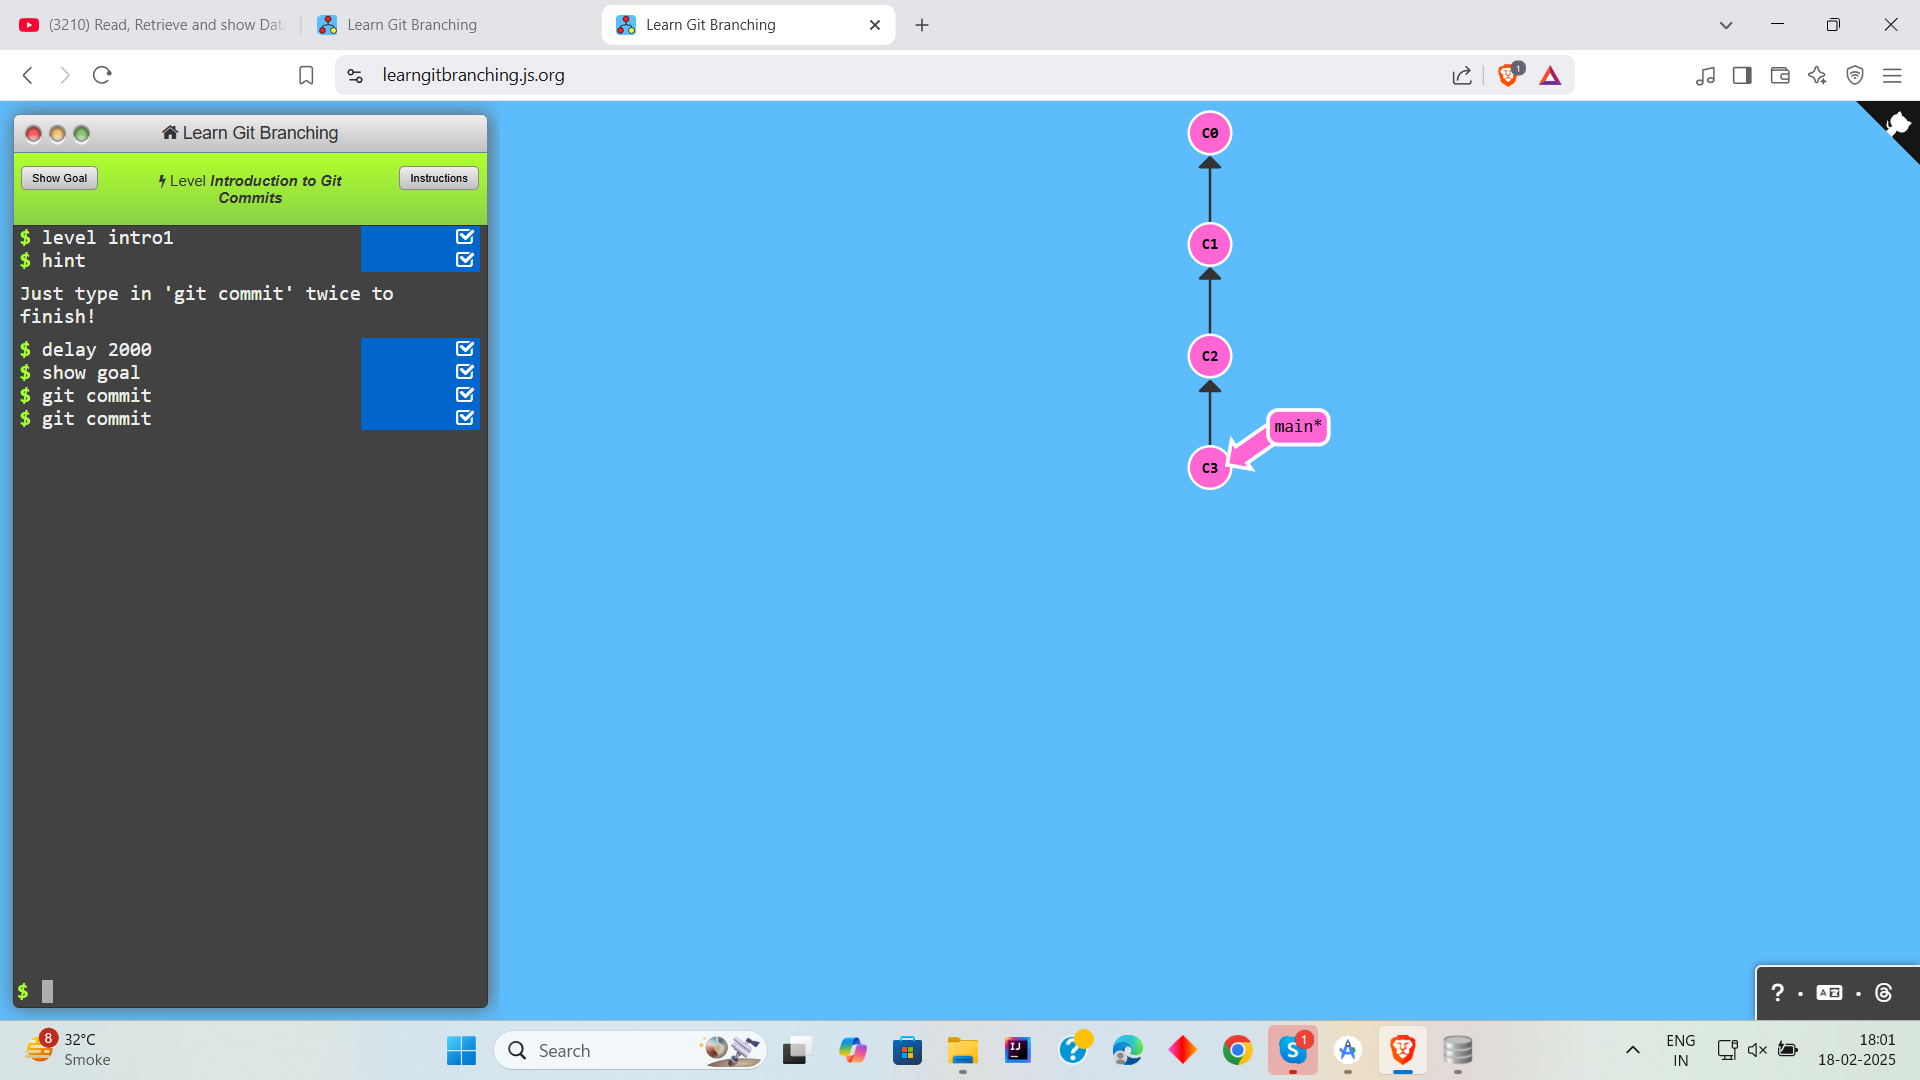 (3210) Read, Retrieve and show Dat
Learn Git Branching
Learn Git Branching
learngitbranching.js.org
1
Learn Git Branching
Show Goal
Level Introduction to Git
Commits
Instructions
$ level intro1
$ hint
Just type in 'git commit' twice to
finish!
$ delay 2000
$ show goal
$ git commit
$ git commit
$
C0
C1
C2
main*
C3
?
8
32°C
Smoke
Search
1
ENG
IN
18:01
18-02-2025